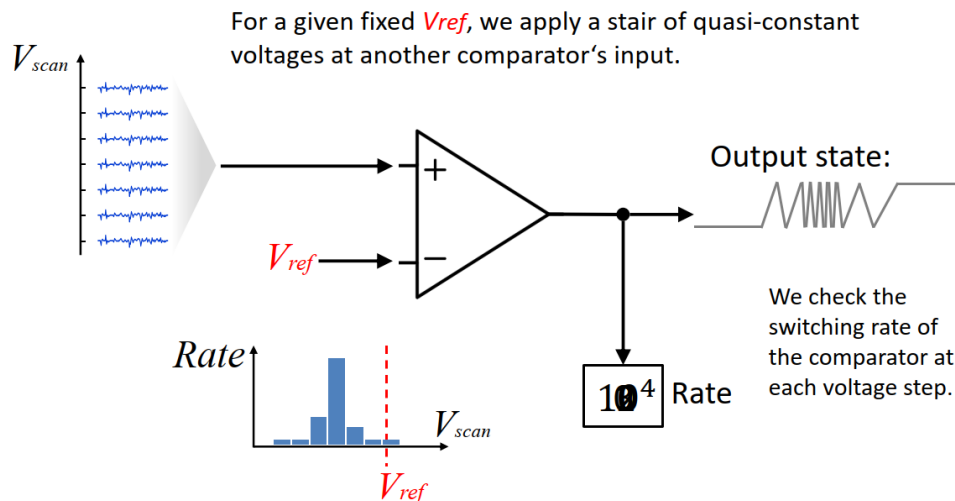 For a given fixed Vref, we apply a stair of quasi-constant
voltages at another comparator‘s input.
Vscan
+
Output state:
−
Vref
We check the
switching rate of
the comparator at
each voltage step.
Rate
Rate
Vscan
Vref